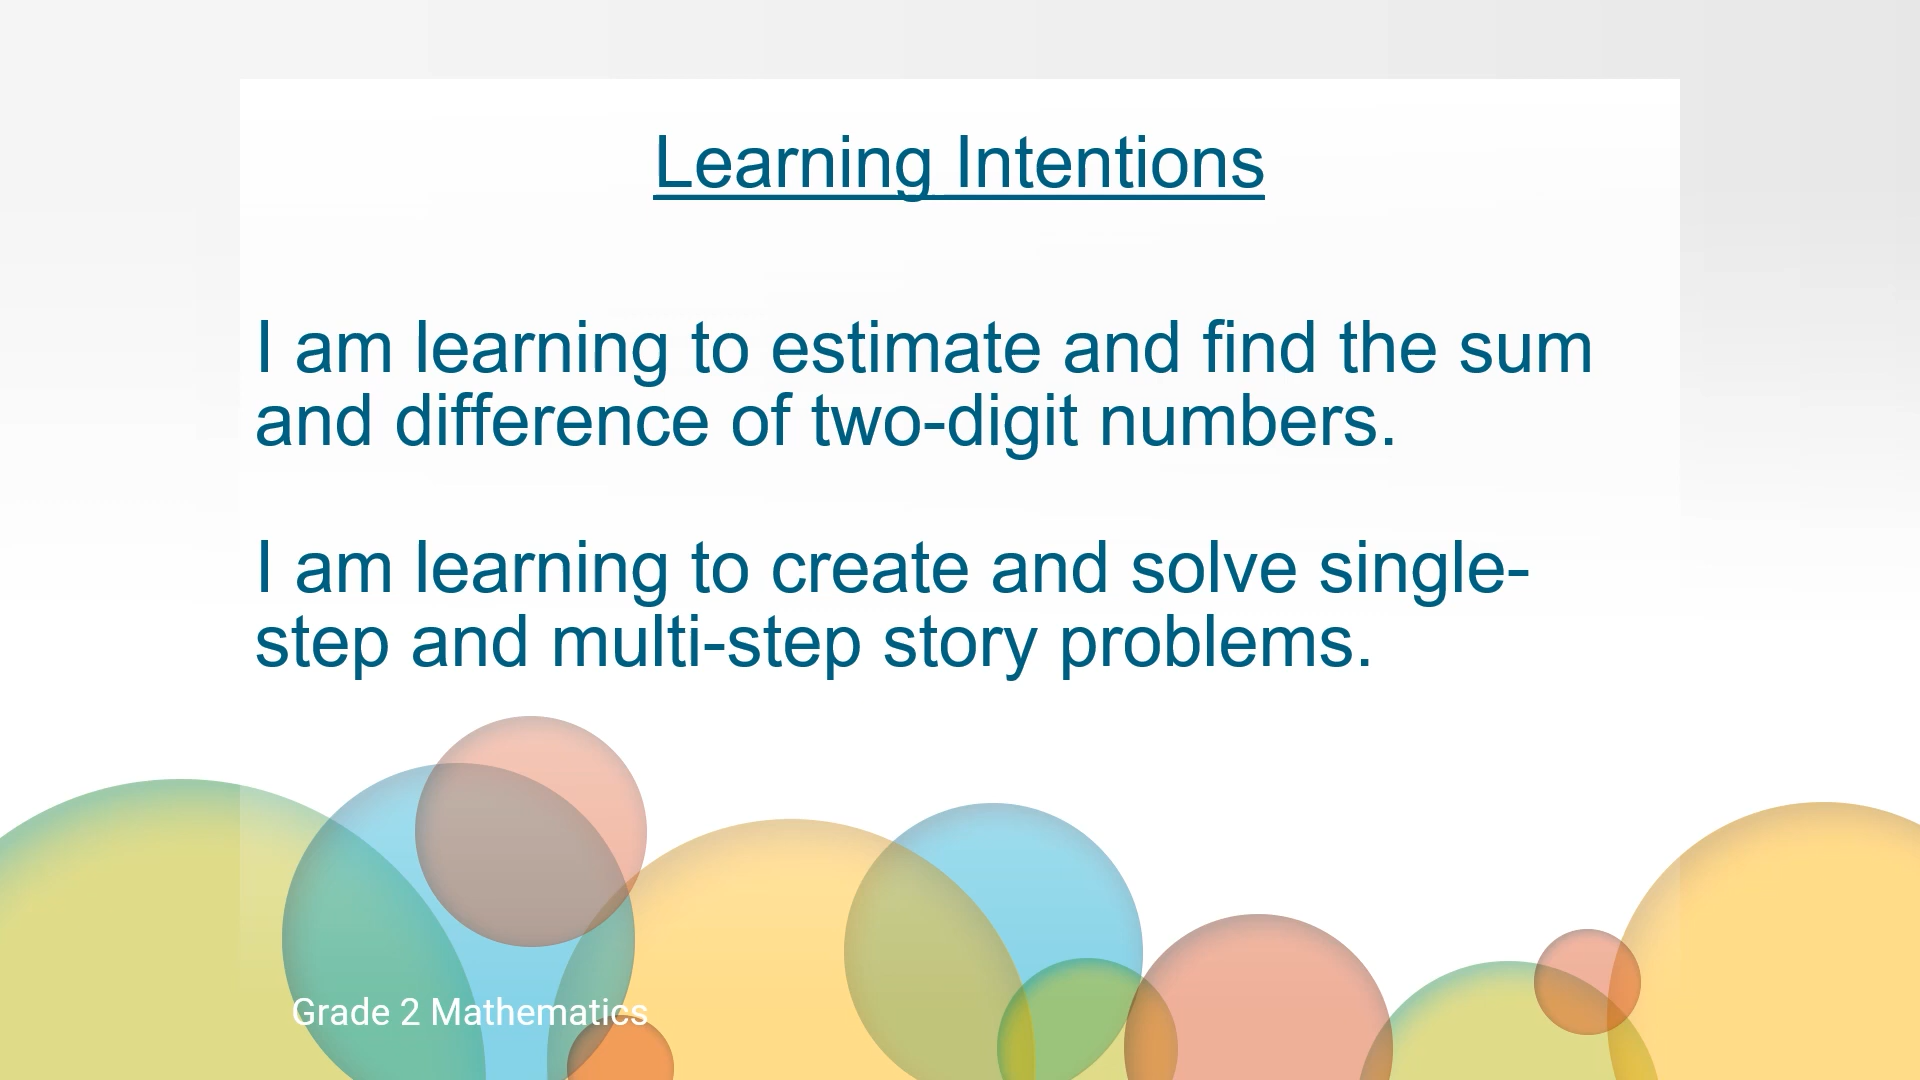 Learning Intentions
I am learning to estimate and find the sum
and difference of two-digit numbers.
I am learning to create and solve single-
step and multi-step story problems.
Grade 2 Mathematics